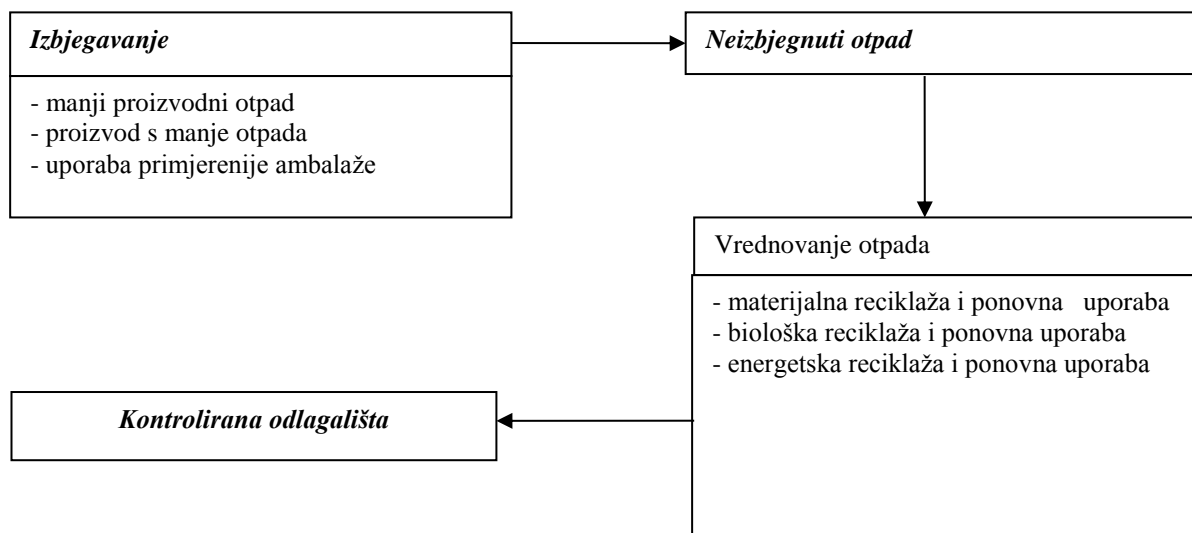 Izbjegavanje
- manji proizvodni otpad
- proizvod s manje otpada
- uporaba primjerenije ambalaže
Neizbjegnuti otpad
Vrednovanje otpada
- materijalna reciklaža i ponovna uporaba
- biološka reciklaža i ponovna uporaba
- energetska reciklaža i ponovna uporaba
Kontrolirana odlagališta